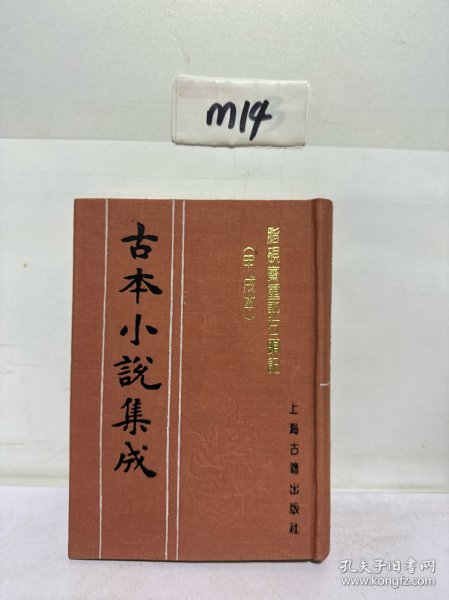 m14
脂砚齋重評石頭記
(甲戌本)
古本小說集成
上海古籍出版社
孔夫子旧书网
www.kongfz.com